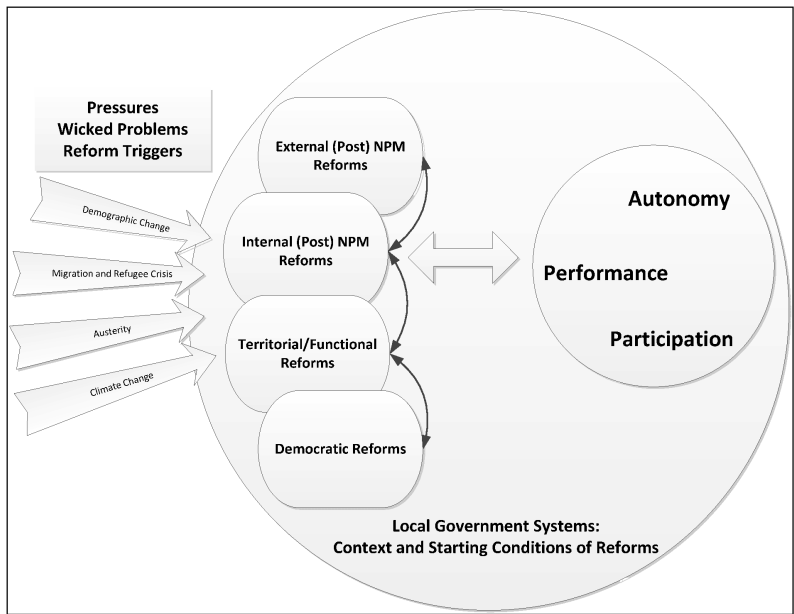 Pressures
Wicked Problems
Reform Triggers
Demographic Change
Migration and Refugee Crisis
Austerity
Climate Change
External (Post) NPM
Reforms
Internal (Post) NPM
Reforms
Territorial/Functional
Reforms
Democratic Reforms
Autonomy
Performance
Participation
Local Government Systems:
Context and Starting Conditions of Reforms